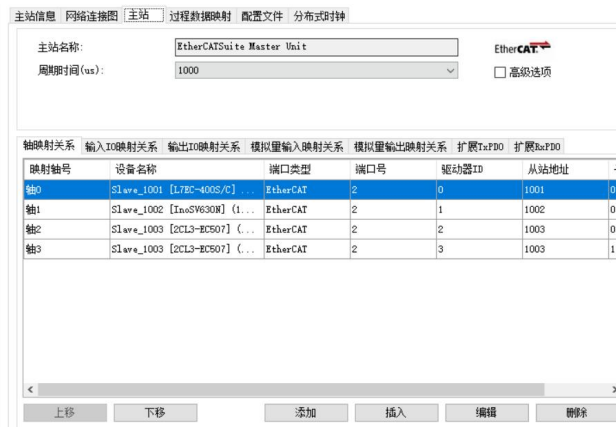 主站信息 网络连接图 主站 过程数据映射 配置文件 分布式时钟
主站名称: EtherCATSuite Master Unit EtherCAT
周期时间(us): 1000 高级选项
轴映射关系 输入IO映射关系 输出IO映射关系 模拟量输入映射关系 模拟量输出映射关系 扩展TxPDO 扩展RxPDO
映射轴号 设备名称 端口类型 端口号 驱动器ID 从站地址
轴0 Slave_1001 [L7EC-400S/C] ... EtherCAT 2 0 1001 0
轴1 Slave_1002 [InoSV630N] (1... EtherCAT 2 1 1002 0
轴2 Slave_1003 [2CL3-EC507] (... EtherCAT 2 2 1003 0
轴3 Slave_1003 [2CL3-EC507] (... EtherCAT 2 3 1003 1
上移 下移 添加 插入 编辑 删除